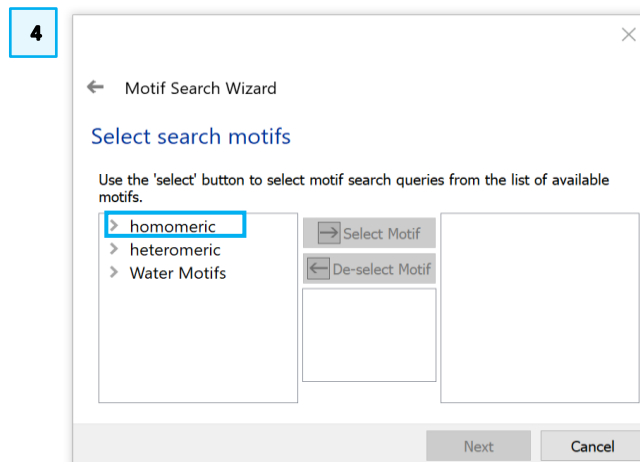 4
Motif Search Wizard
Select search motifs
Use the 'select' button to select motif search queries from the list of available
motifs.
homomeric
heteromeric
Water Motifs
Select Motif
De-select Motif
Next
Cancel